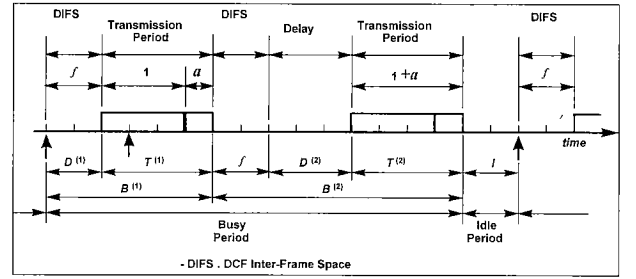 DIFS
Transmission
Period
DIFS
Delay
Transmission
Period
DIFS
f
1
a
1+a
f
time
D (1)
T (1)
f
D (2)
T (2)
I
B (1)
B (2)
Busy
Period
Idle
Period
- DIFS . DCF Inter-Frame Space